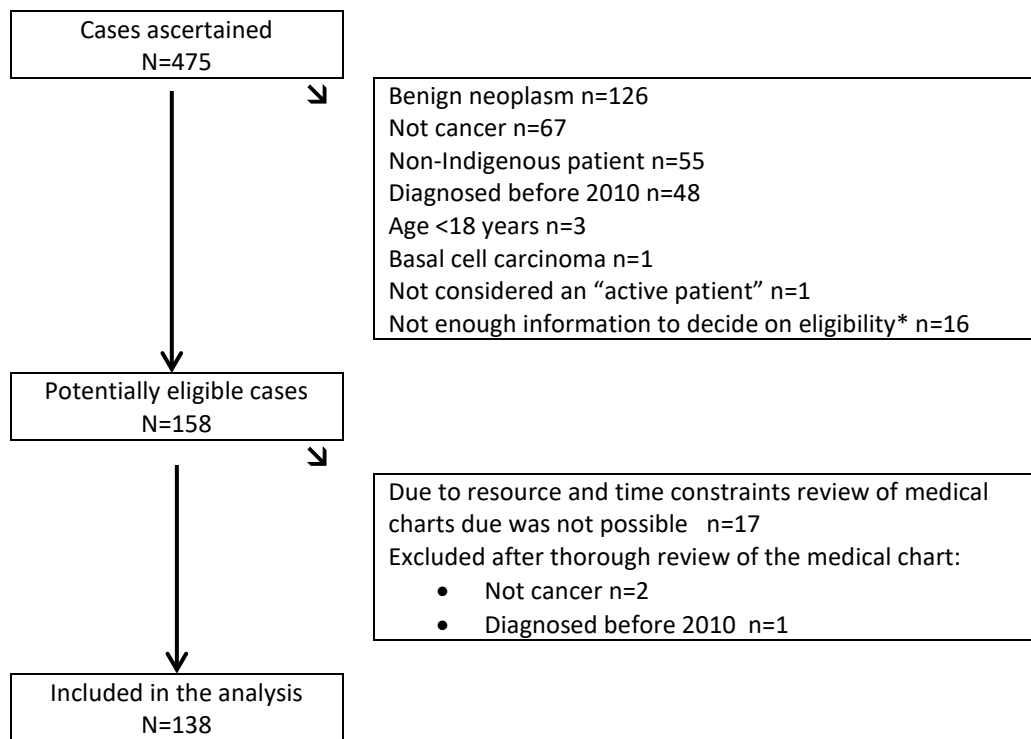 Cases ascertained
N=475
Benign neoplasm n=126
Not cancer n=67
Non-Indigenous patient n=55
Diagnosed before 2010 n=48
Age <18 years n=3
Basal cell carcinoma n=1
Not considered an “active patient” n=1
Not enough information to decide on eligibility* n=16
Potentially eligible cases
N=158
Due to resource and time constraints review of medical
charts due was not possible n=17
Excluded after thorough review of the medical chart:
• Not cancer n=2
• Diagnosed before 2010 n=1
Included in the analysis
N=138